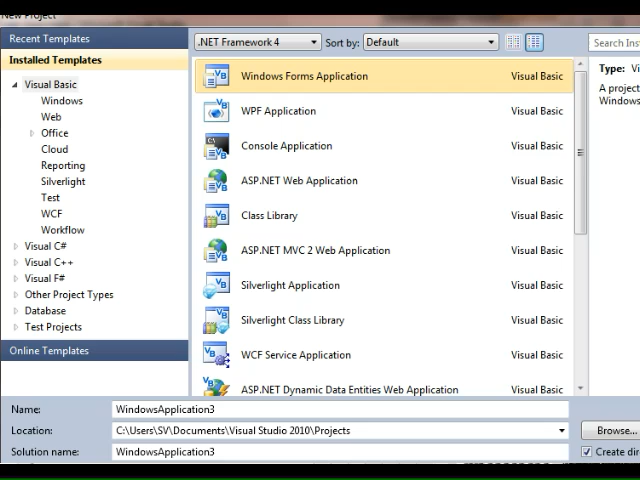 New Project
Recent Templates
.NET Framework 4
Sort by:
Default
Search Inst
Installed Templates
Visual Basic
Windows
Web
Office
Cloud
Reporting
Silverlight
Test
WCF
Workflow
Visual C#
Visual C++
Visual F#
Other Project Types
Database
Test Projects
Online Templates
Windows Forms Application Visual Basic
WPF Application Visual Basic
Console Application Visual Basic
ASP.NET Web Application Visual Basic
Class Library Visual Basic
ASP.NET MVC 2 Web Application Visual Basic
Silverlight Application Visual Basic
Silverlight Class Library Visual Basic
WCF Service Application Visual Basic
ASP.NET Dynamic Data Entities Web Application Visual Basic
Type: Vi
A project
Windows
Name: WindowsApplication3
Location: C:\Users\SV\Documents\Visual Studio 2010\Projects
Browse...
Solution name: WindowsApplication3
Create dire